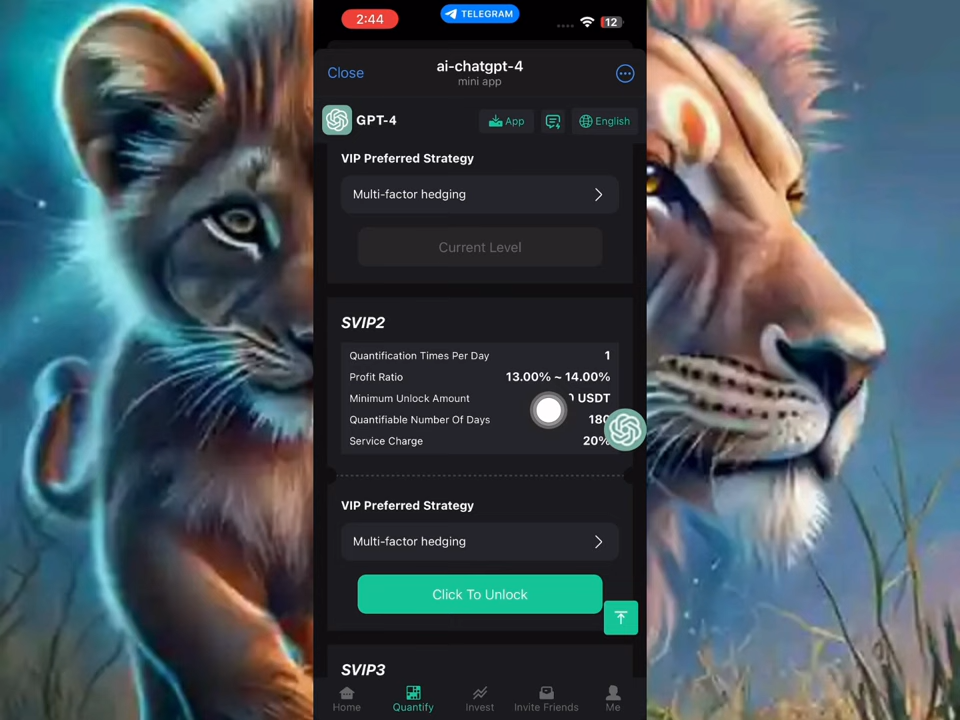 2:44
TELEGRAM
12
Close
ai-chatgpt-4
mini app
GPT-4
App
English
VIP Preferred Strategy
Multi-factor hedging
Current Level
SVIP2
Quantification Times Per Day 1
Profit Ratio 13.00% ~ 14.00%
Minimum Unlock Amount USDT
Quantifiable Number Of Days
Service Charge 20%
VIP Preferred Strategy
Multi-factor hedging
Click To Unlock
SVIP3
Home Quantify Invest Invite Friends Me